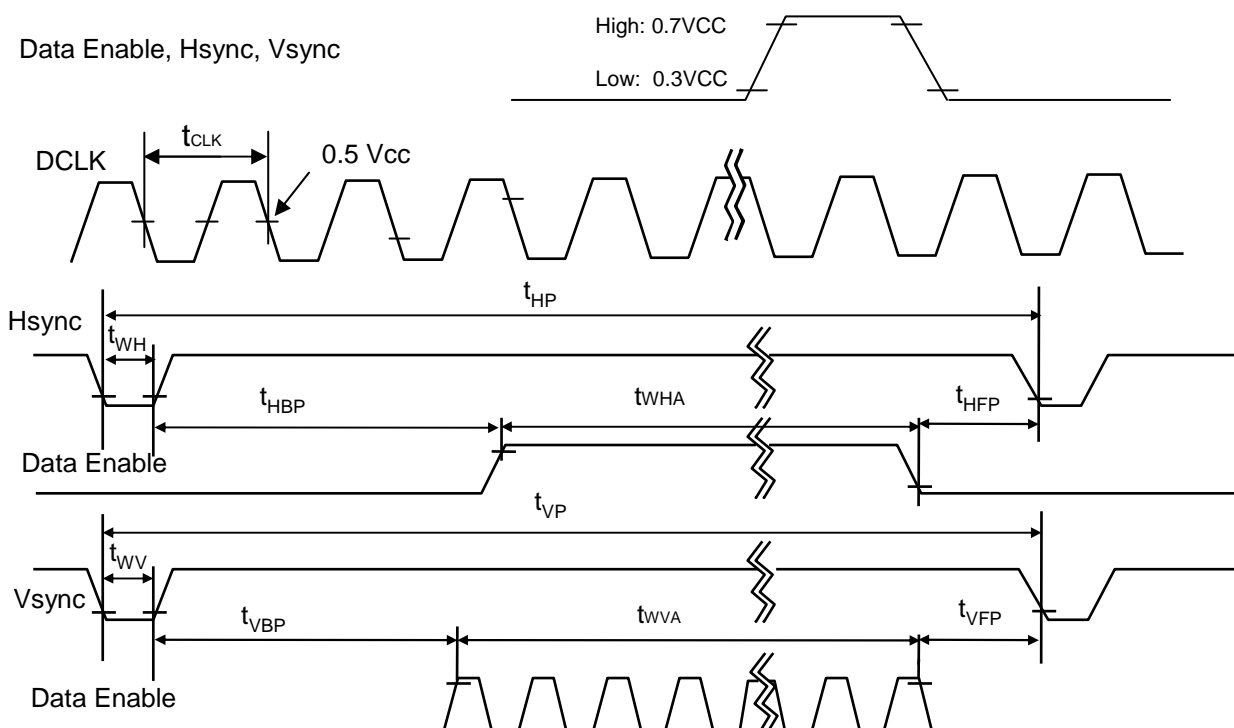 High: 0.7VCC
Data Enable, Hsync, Vsync
Low: 0.3VCC
tCLK
DCLK
0.5 Vcc
tHP
Hsync
tWH
tHBP
tWHA
tHFP
Data Enable
tVP
tWV
Vsync
tVBP
tWVA
tVFP
Data Enable